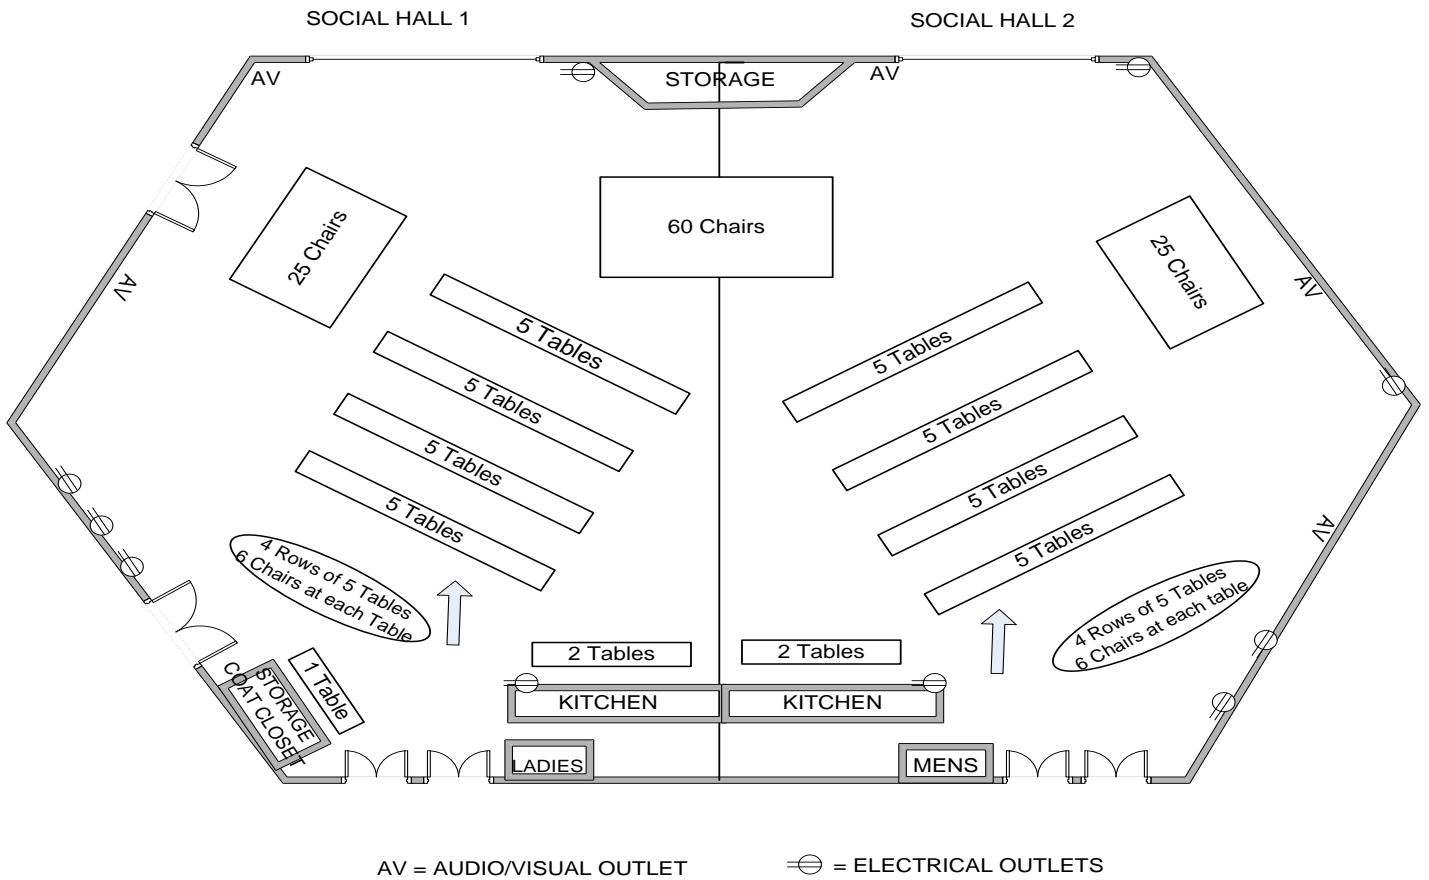 SOCIAL HALL 1
SOCIAL HALL 2
AV
STORAGE
AV
25 Chairs
60 Chairs
25 Chairs
AV
AV
5 Tables
5 Tables
5 Tables
5 Tables
5 Tables
5 Tables
5 Tables
5 Tables
AV
4 Rows of 5 Tables
6 Chairs at each Table
4 Rows of 5 Tables
6 Chairs at each table
2 Tables
2 Tables
1 Table
STORAGE
COAT CLOSET
KITCHEN
KITCHEN
LADIES
MENS
AV = AUDIO/VISUAL OUTLET
= ELECTRICAL OUTLETS